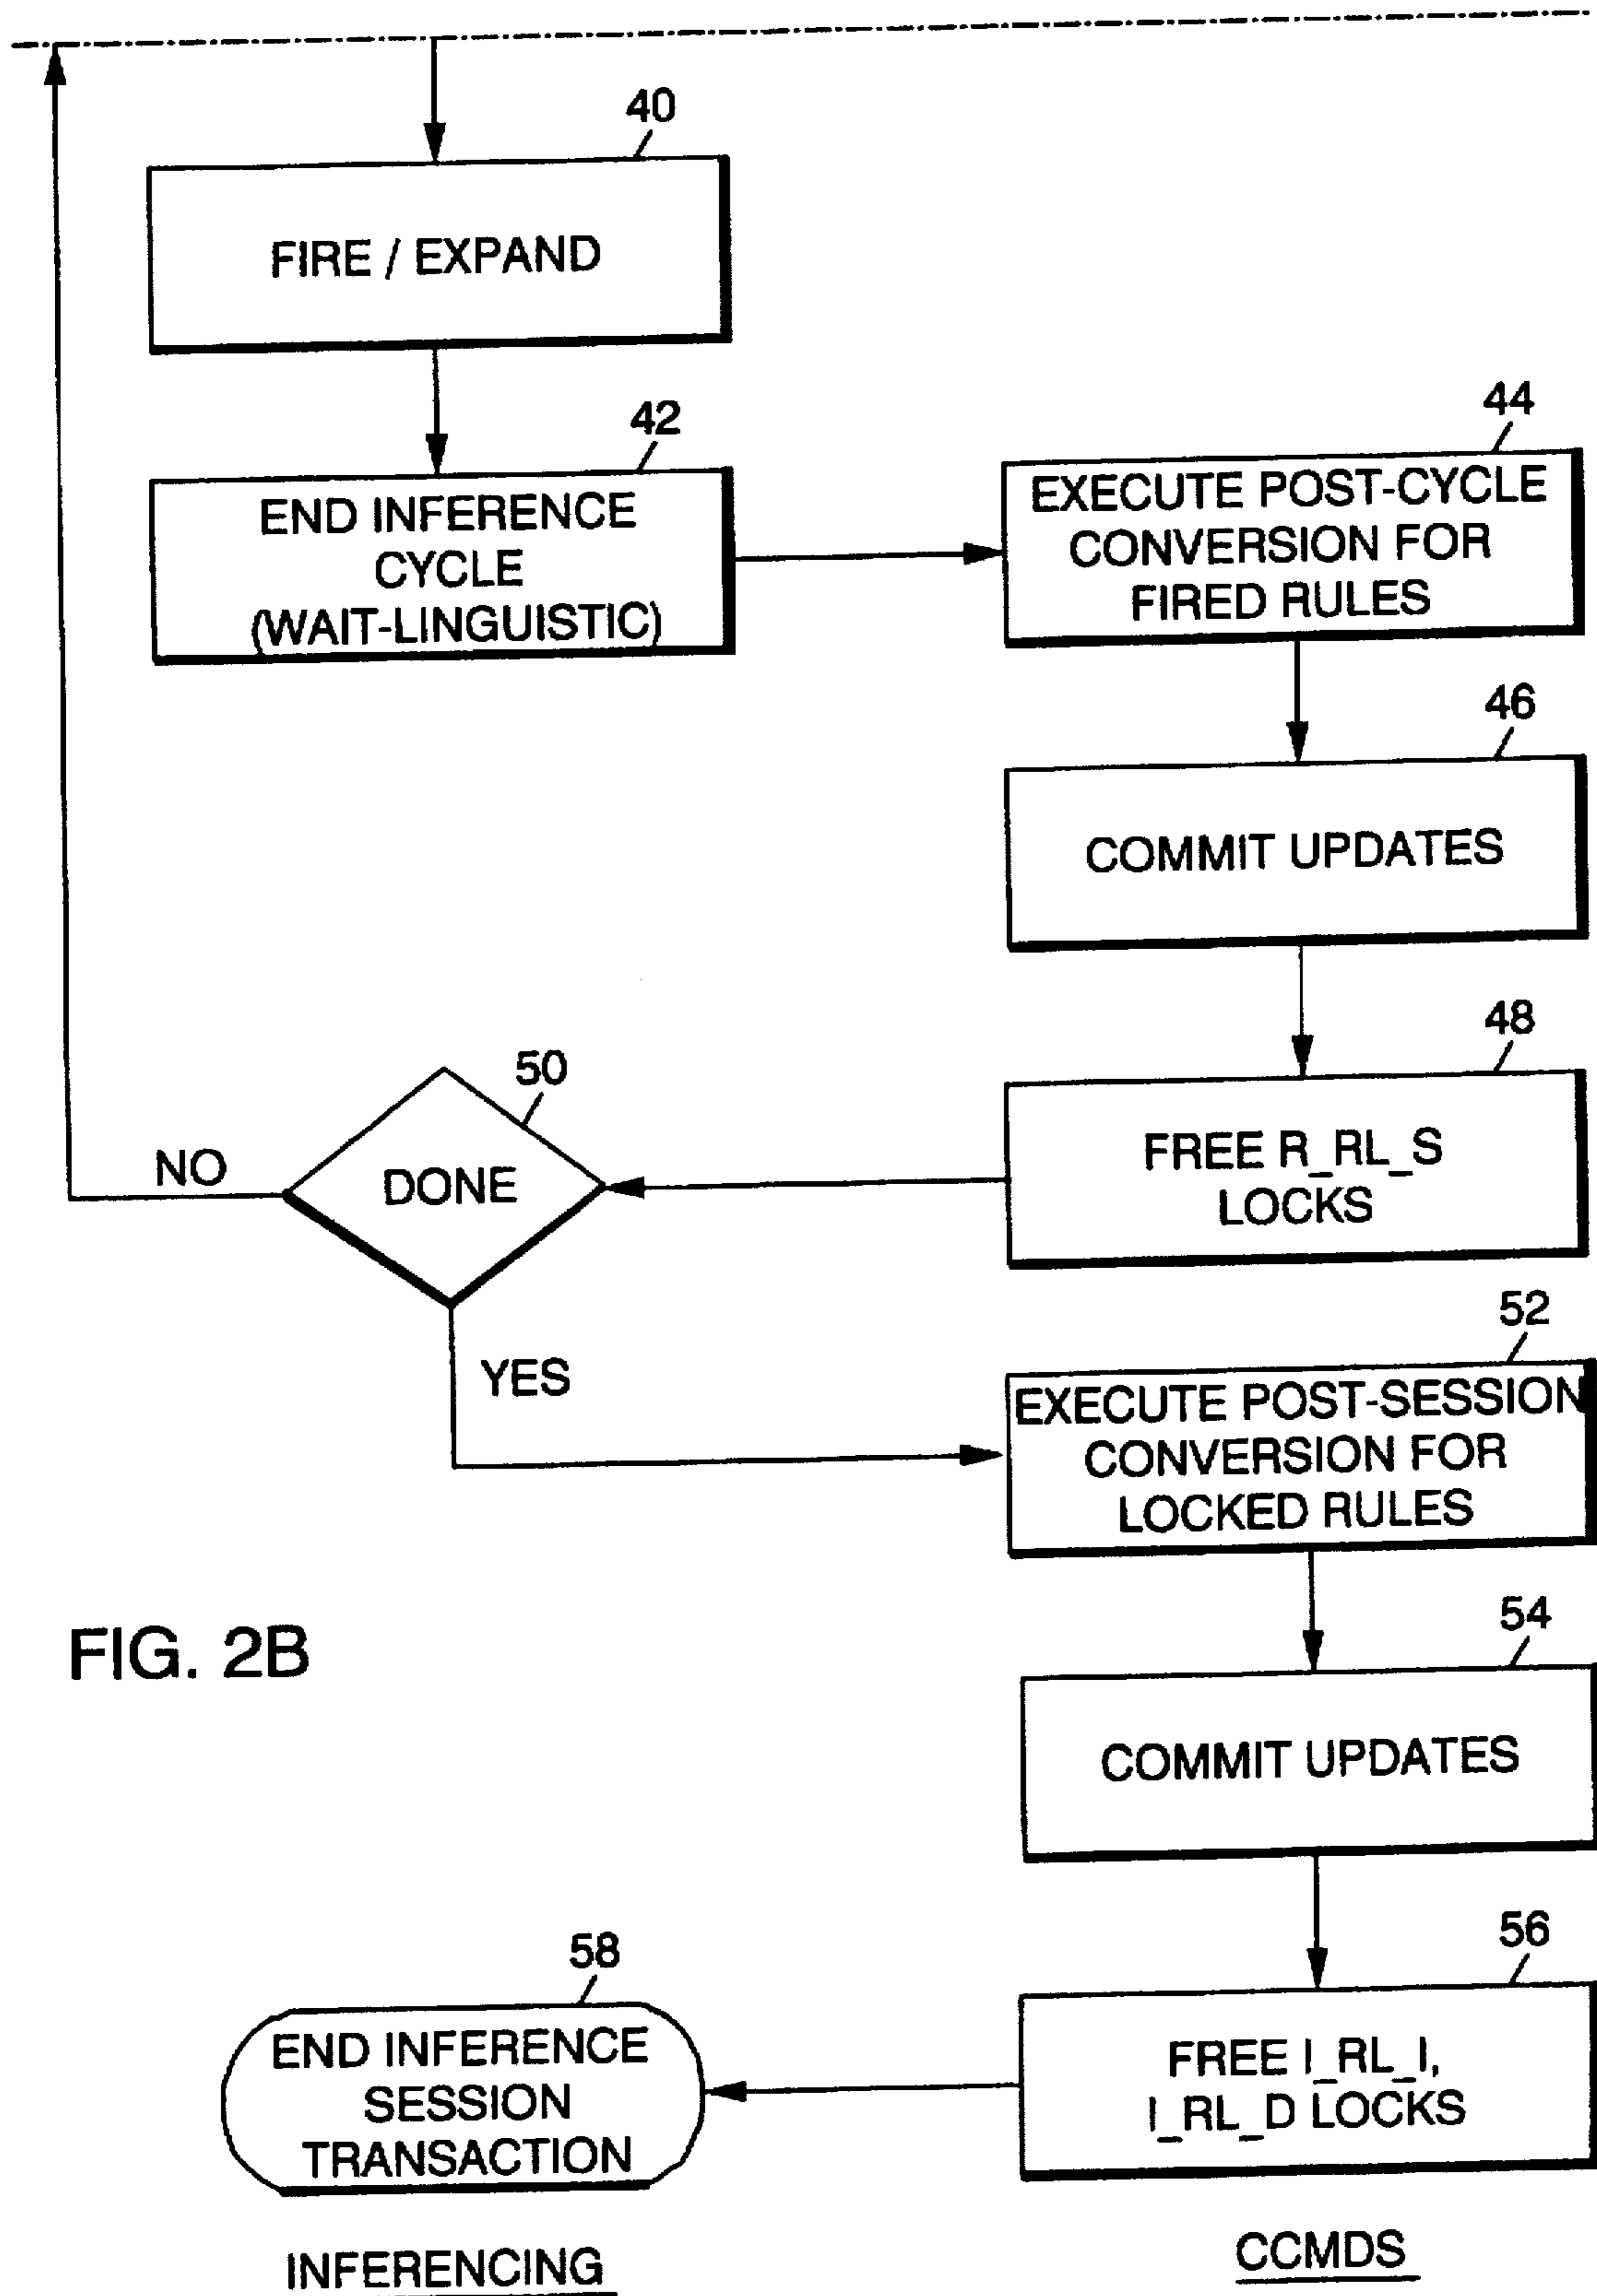 40
FIRE / EXPAND
42
END INFERENCE
CYCLE
(WAIT-LINGUISTIC)
44
EXECUTE POST-CYCLE
CONVERSION FOR
FIRED RULES
46
COMMIT UPDATES
48
FREE R_RL_S
LOCKS
50
DONE
NO
YES
52
EXECUTE POST-SESSION
CONVERSION FOR
LOCKED RULES
FIG. 2B
54
COMMIT UPDATES
56
FREE I_RL_I,
I_RL_D LOCKS
58
END INFERENCE
SESSION
TRANSACTION
INFERENCING
CCMDS